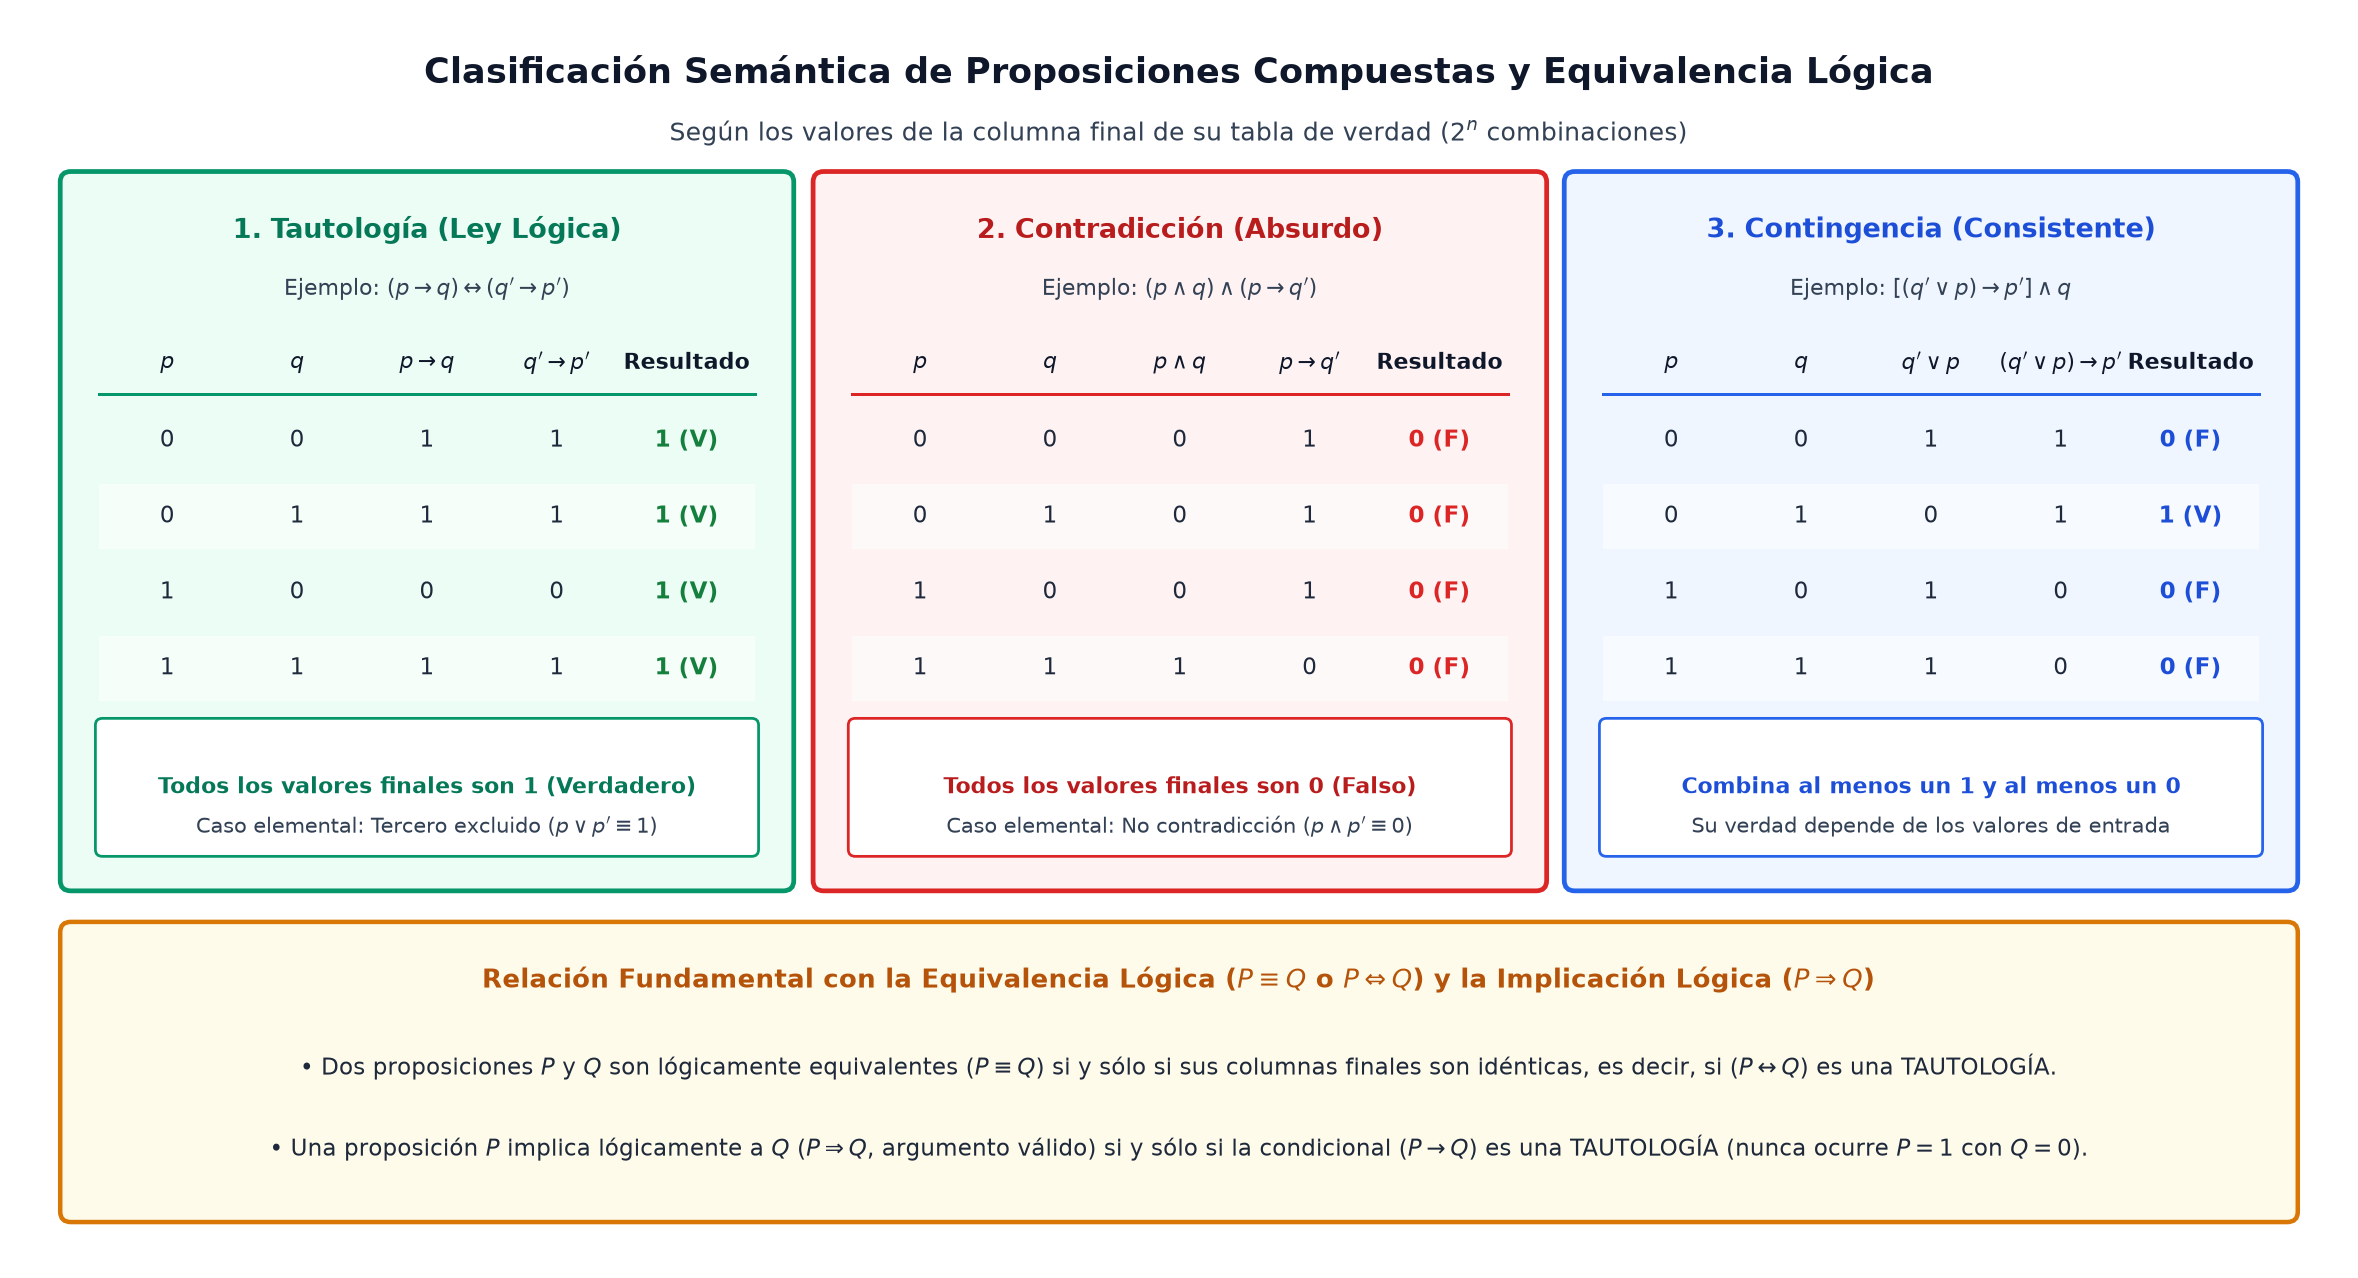 Clasificación Semántica de Proposiciones Compuestas y Equivalencia Lógica
Según los valores de la columna final de su tabla de verdad (2ⁿ combinaciones)
1. Tautología (Ley Lógica)
Ejemplo: (p → q) ↔ (q′ → p′)
p q p → q q′ → p′ Resultado
0 0 1 1 1 (V)
0 1 1 1 1 (V)
1 0 0 0 1 (V)
1 1 1 1 1 (V)
Todos los valores finales son 1 (Verdadero)
Caso elemental: Tercero excluido (p ∨ p′ ≡ 1)
2. Contradicción (Absurdo)
Ejemplo: (p ∧ q) ∧ (p → q′)
p q p ∧ q p → q′ Resultado
0 0 0 1 0 (F)
0 1 0 1 0 (F)
1 0 0 1 0 (F)
1 1 1 0 0 (F)
Todos los valores finales son 0 (Falso)
Caso elemental: No contradicción (p ∧ p′ ≡ 0)
3. Contingencia (Consistente)
Ejemplo: [(q′ ∨ p) → p′] ∧ q
p q q′ ∨ p (q′ ∨ p) → p′ Resultado
0 0 1 1 0 (F)
0 1 0 1 1 (V)
1 0 1 0 0 (F)
1 1 1 0 0 (F)
Combina al menos un 1 y al menos un 0
Su verdad depende de los valores de entrada
Relación Fundamental con la Equivalencia Lógica (P ≡ Q o P ⇔ Q) y la Implicación Lógica (P ⇒ Q)
• Dos proposiciones P y Q son lógicamente equivalentes (P ≡ Q) si y sólo si sus columnas finales son idénticas, es decir, si (P ↔ Q) es una TAUTOLOGÍA.
• Una proposición P implica lógicamente a Q (P ⇒ Q, argumento válido) si y sólo si la condicional (P → Q) es una TAUTOLOGÍA (nunca ocurre P = 1 con Q = 0).